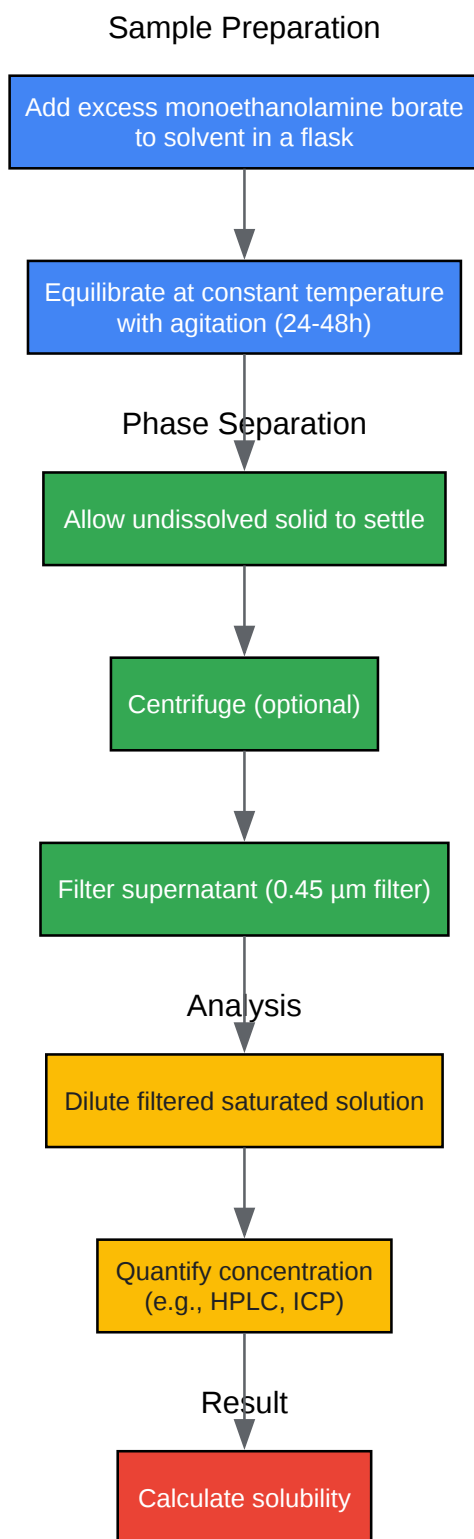 Sample Preparation
Add excess monoethanolamine borate
to solvent in a flask
Equilibrate at constant temperature
with agitation (24-48h)
Phase Separation
Allow undissolved solid to settle
Centrifuge (optional)
Filter supernatant (0.45 µm filter)
Analysis
Dilute filtered saturated solution
Quantify concentration
(e.g., HPLC, ICP)
Result
Calculate solubility